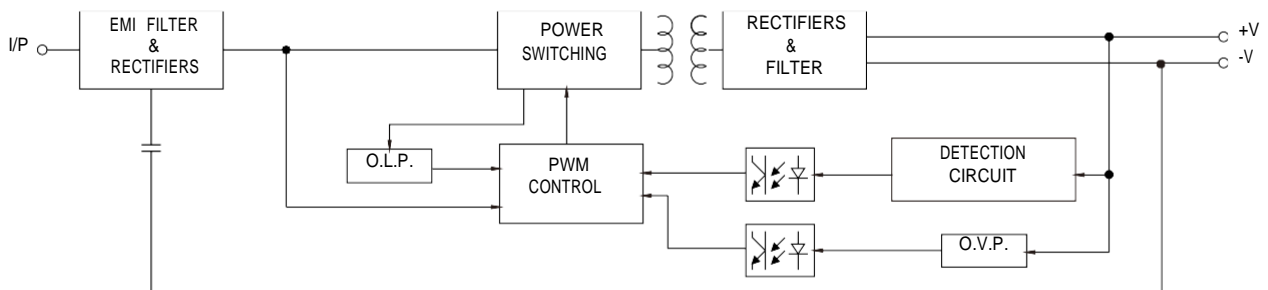 EMI FILTER
&
RECTIFIERS
I/P
POWER
SWITCHING
RECTIFIERS
&
FILTER
+V
-V
O.L.P.
PWM
CONTROL
DETECTION
CIRCUIT
O.V.P.